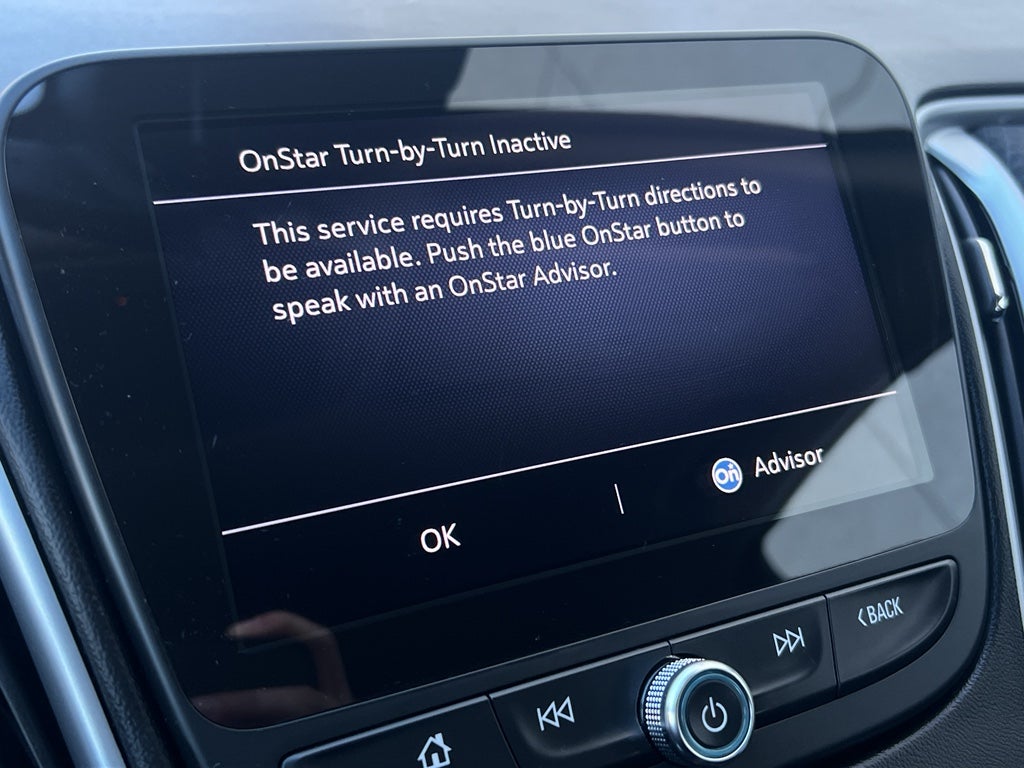 OnStar Turn-by-Turn Inactive
This service requires Turn-by-Turn directions to
be available. Push the blue OnStar button to
speak with an OnStar Advisor.
OK
On Advisor
BACK